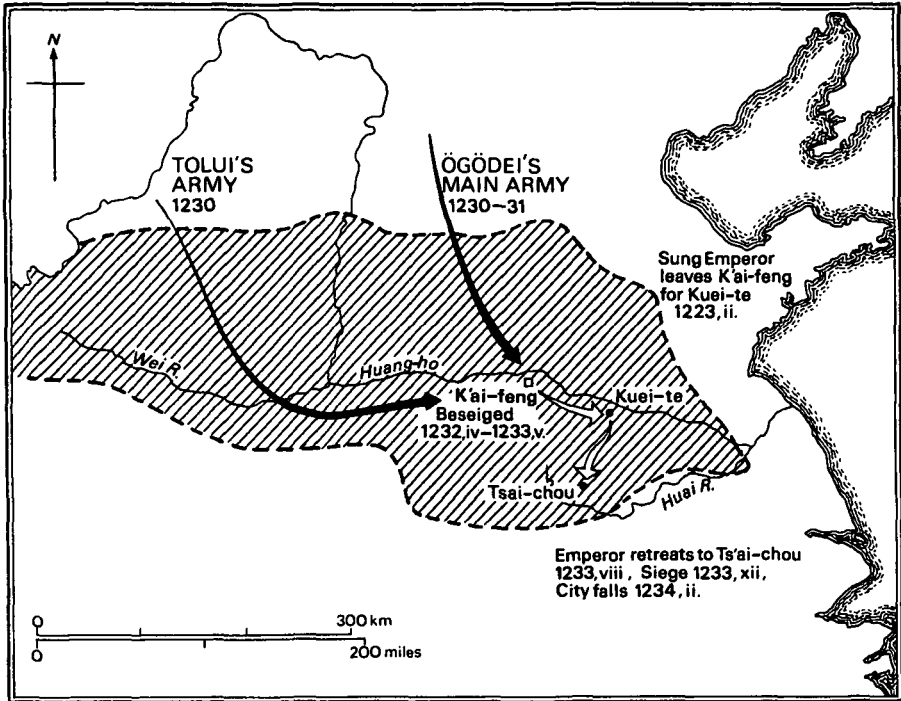 N
TOLUI'S
ARMY
1230
ÖGÖDEI'S
MAIN ARMY
1230–31
Sung Emperor
leaves K'ai-feng
for Kuei-te
1223, ii.
Wei R.
Huang-ho
K'ai-feng
Beseiged
1232, iv–1233, v.
Kuei-te
Tsai-chou
Huai R.
Emperor retreats to Ts'ai-chou
1233, viii, Siege 1233, xii,
City falls 1234, ii.
0 300 km
0 200 miles